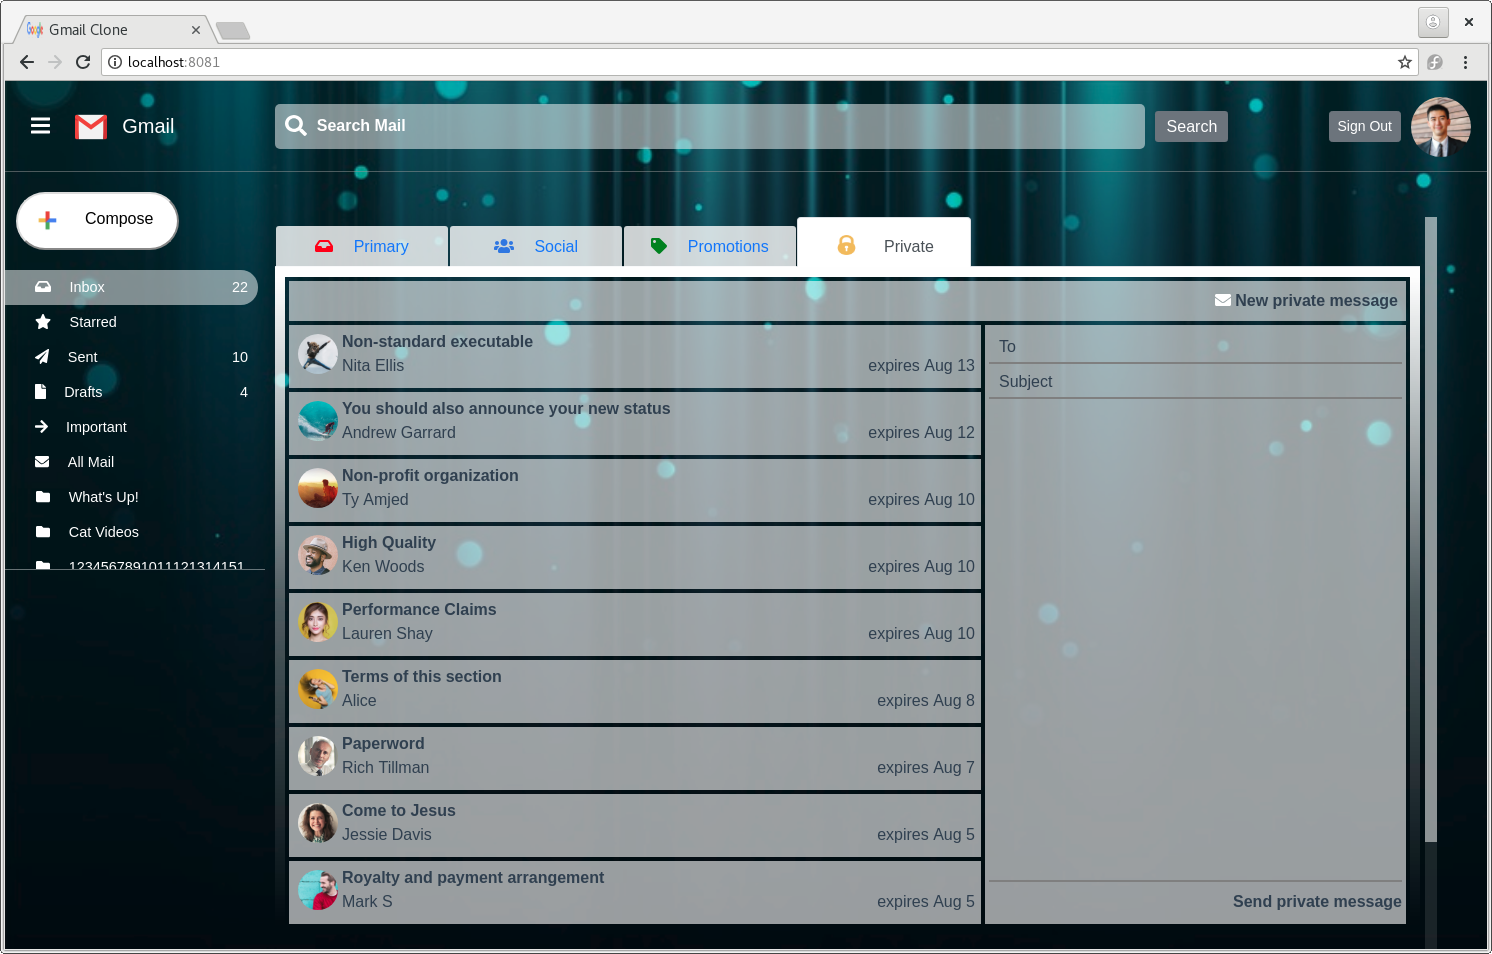 Gmail Clone
localhost:8081
Gmail
Search Mail
Search
Sign Out
Compose
Inbox 22
Starred
Sent 10
Drafts 4
Important
All Mail
What's Up!
Cat Videos
1234567891011121314151
Primary
Social
Promotions
Private
New private message
Non-standard executable
Nita Ellis expires Aug 13
You should also announce your new status
Andrew Garrard expires Aug 12
Non-profit organization
Ty Amjed expires Aug 10
High Quality
Ken Woods expires Aug 10
Performance Claims
Lauren Shay expires Aug 10
Terms of this section
Alice expires Aug 8
Paperword
Rich Tillman expires Aug 7
Come to Jesus
Jessie Davis expires Aug 5
Royalty and payment arrangement
Mark S expires Aug 5
To
Subject
Send private message